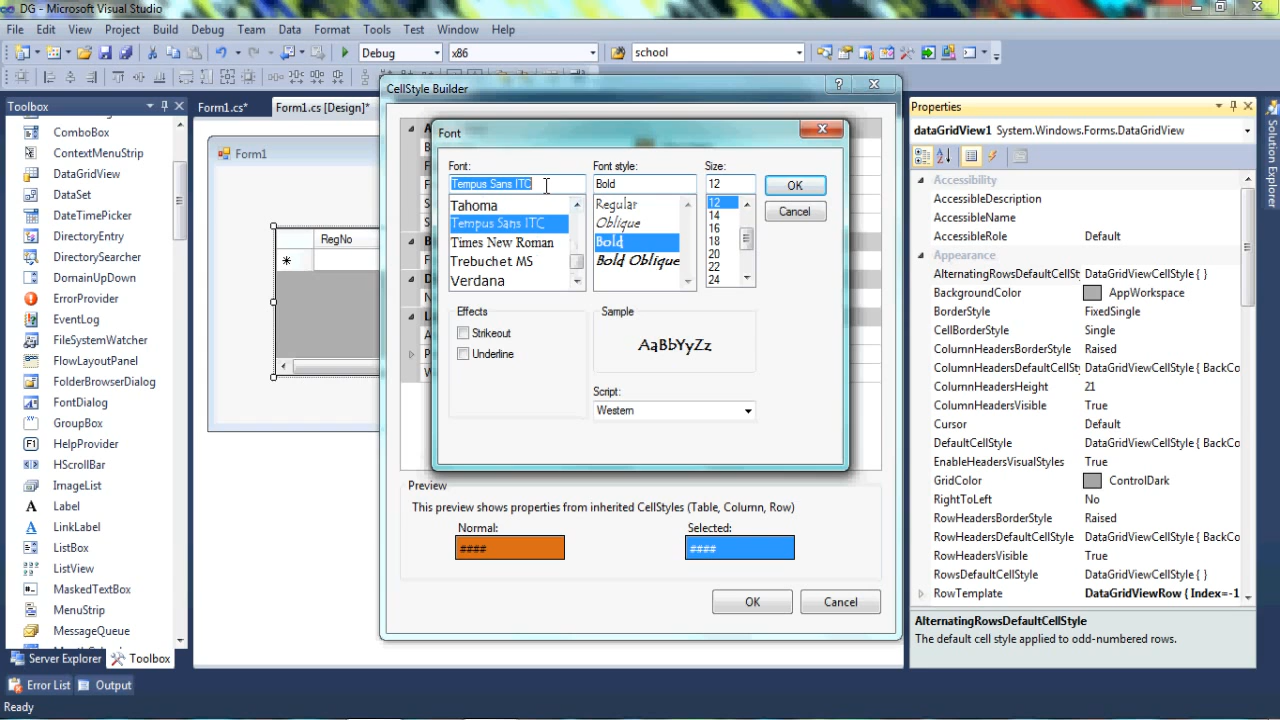 DG - Microsoft Visual Studio
File Edit View Project Build Debug Team Data Format Tools Test Window Help
Debug x86 school
Toolbox
ComboBox
ContextMenuStrip
DataGridView
DataSet
DateTimePicker
DirectoryEntry
DirectorySearcher
DomainUpDown
ErrorProvider
EventLog
FileSystemWatcher
FlowLayoutPanel
FolderBrowserDialog
FontDialog
GroupBox
HelpProvider
HScrollBar
ImageList
Label
LinkLabel
ListBox
ListView
MaskedTextBox
MenuStrip
MessageQueue
Server Explorer Toolbox
Error List Output
Ready
Form1.cs* Form1.cs [Design]*
Form1
RegNo
CellStyle Builder
Font
Font: Font style: Size:
Tempus Sans ITC Bold 12 OK
Tahoma Regular 12
Tempus Sans ITC Oblique 14 Cancel
Times New Roman Bold 16
Trebuchet MS Bold Oblique 18
Verdana 20
22
24
Effects Sample
Strikeout
Underline
AaBbYyZz
Script:
Western
Preview
This preview shows properties from inherited CellStyles (Table, Column, Row)
Normal: Selected:
#### ####
OK Cancel
Properties
dataGridView1 System.Windows.Forms.DataGridView
Accessibility
AccessibleDescription
AccessibleName
AccessibleRole Default
Appearance
AlternatingRowsDefaultCellSt DataGridViewCellStyle { }
BackgroundColor AppWorkspace
BorderStyle FixedSingle
CellBorderStyle Single
ColumnHeadersBorderStyle Raised
ColumnHeadersDefaultCellSt DataGridViewCellStyle { BackCo
ColumnHeadersHeight 21
ColumnHeadersVisible True
Cursor Default
DefaultCellStyle DataGridViewCellStyle { BackCo
EnableHeadersVisualStyles True
GridColor ControlDark
RightToLeft No
RowHeadersBorderStyle Raised
RowHeadersDefaultCellStyle DataGridViewCellStyle { BackCo
RowHeadersVisible True
RowsDefaultCellStyle DataGridViewCellStyle { }
RowTemplate DataGridViewRow { Index=-1
AlternatingRowsDefaultCellStyle
The default cell style applied to odd-numbered rows.
Solution Explorer